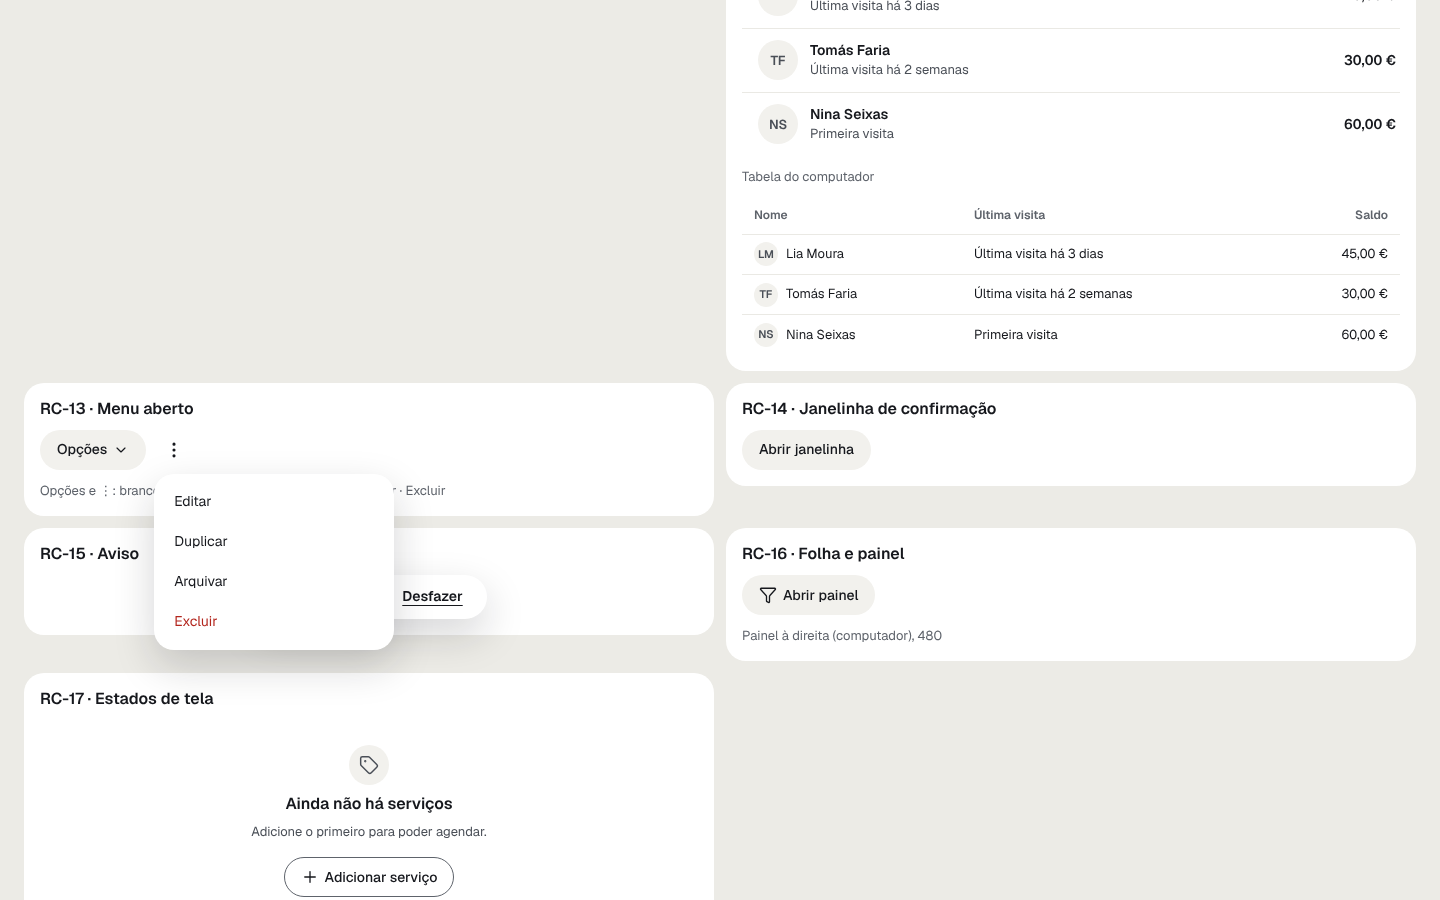 Última visita há 3 dias
TF
Tomás Faria
Última visita há 2 semanas
30,00 €
NS
Nina Seixas
Primeira visita
60,00 €
Tabela do computador
Nome
Última visita
Saldo
LM
Lia Moura
Última visita há 3 dias
45,00 €
TF
Tomás Faria
Última visita há 2 semanas
30,00 €
NS
Nina Seixas
Primeira visita
60,00 €
RC-13 · Menu aberto
Opções
Opções e ⋮ :
· Excluir
Editar
Duplicar
Arquivar
Excluir
RC-14 · Janelinha de confirmação
Abrir janelinha
RC-15 · Aviso
Desfazer
RC-16 · Folha e painel
Abrir painel
Painel à direita (computador), 480
RC-17 · Estados de tela
Ainda não há serviços
Adicione o primeiro para poder agendar.
Adicionar serviço